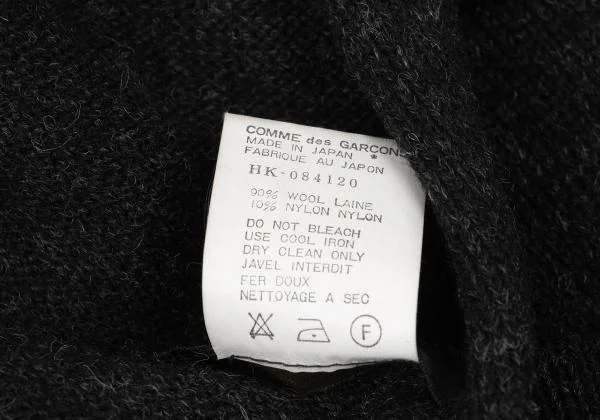 COMME des GARCONS
MADE IN JAPAN *
FABRIQUE AU JAPON
HK-084120
90% WOOL LAINE
10% NYLON NYLON
DO NOT BLEACH
USE COOL IRON
DRY CLEAN ONLY
JAVEL INTERDIT
FER DOUX
NETTOYAGE A SEC
F